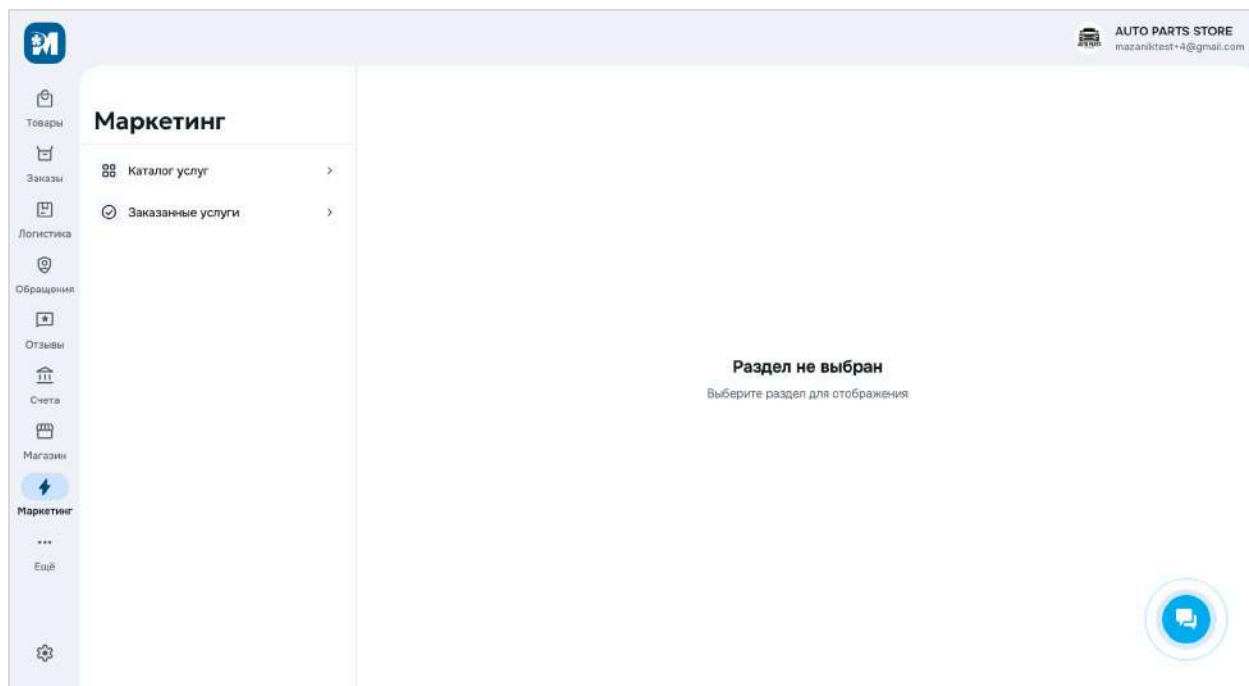 AUTO PARTS STORE
mazaniktest+4@gmail.com
Товары
Заказы
Логистика
Обращения
Отзывы
Счета
Магазин
Маркетинг
Ещё
Маркетинг
Каталог услуг
Заказанные услуги
Раздел не выбран
Выберите раздел для отображения